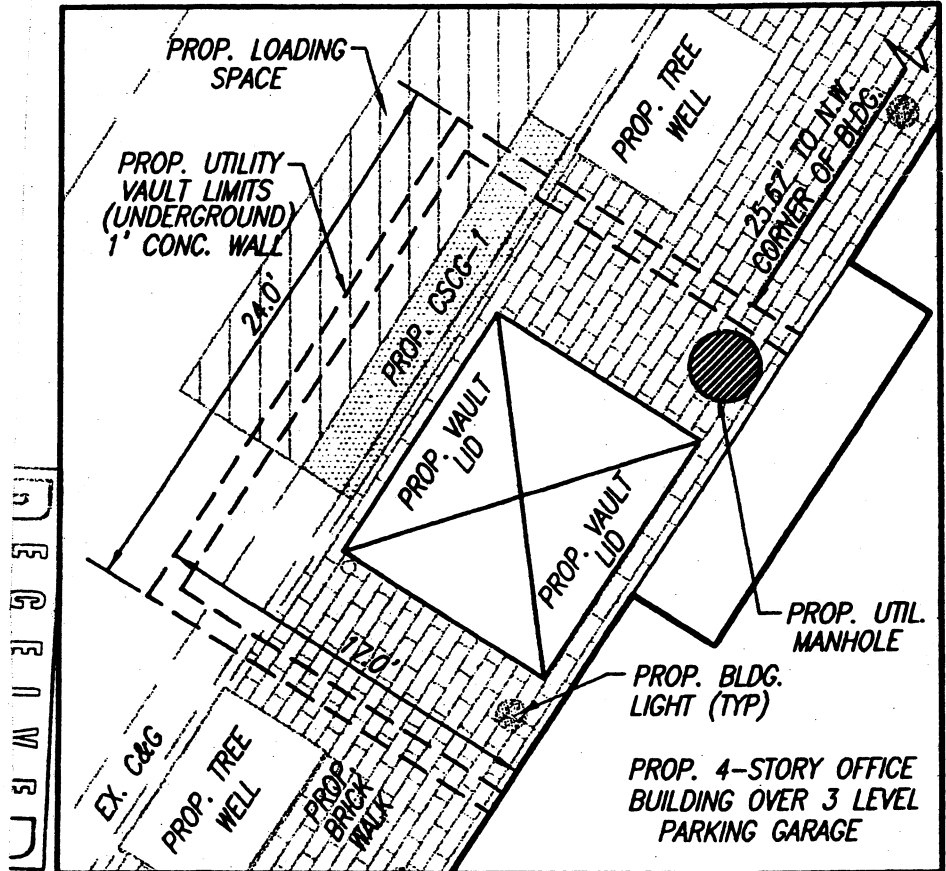 PROP. LOADING
SPACE
PROP. UTILITY
VAULT LIMITS
(UNDERGROUND)
1' CONC. WALL
24.0'
PROP. CSCG-1
PROP. TREE
WELL
25.67' TO N.W.
CORNER OF BLDG.
PROP. VAULT
LID
PROP. VAULT
LID
17.0'
PROP. UTIL.
MANHOLE
PROP. BLDG.
LIGHT (TYP)
EX. C&G
PROP. TREE
WELL
PROP.
BRICK
WALK
PROP. 4-STORY OFFICE
BUILDING OVER 3 LEVEL
PARKING GARAGE